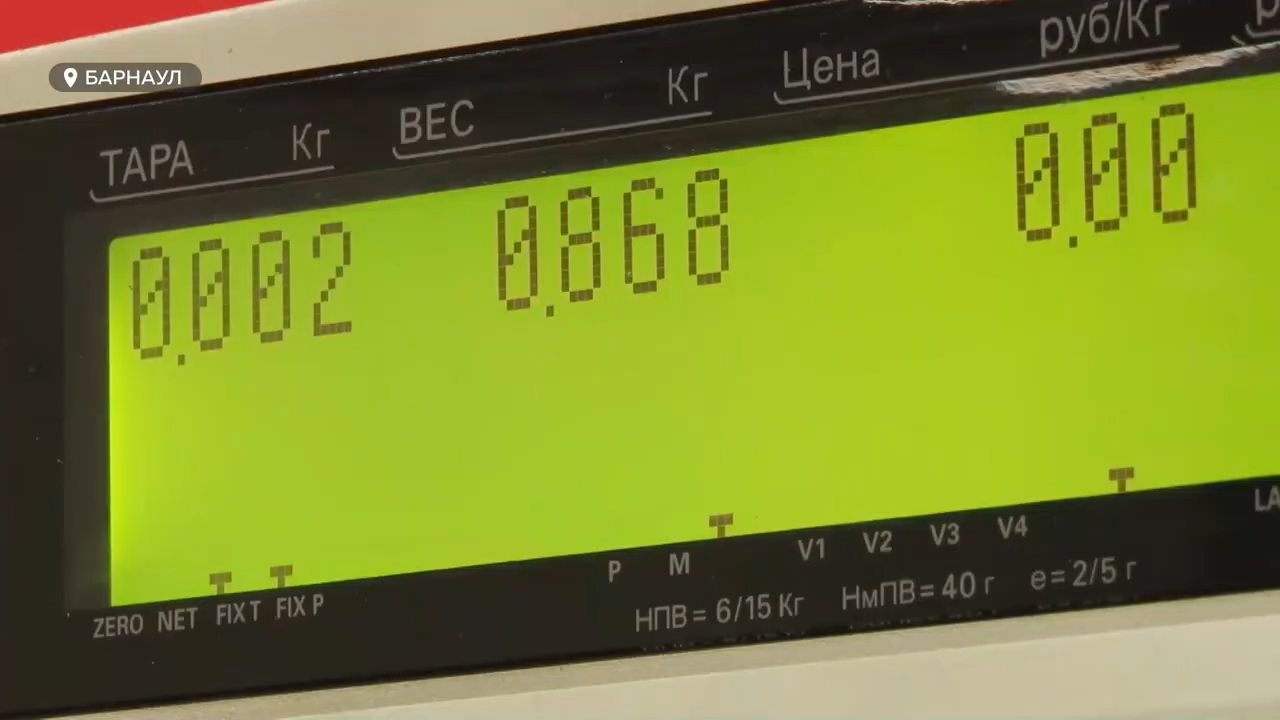 БАРНАУЛ
ТАРА Кг ВЕС Кг Цена руб/Кг
0.002 0.868 0.00
ZERO NET FIX T FIX P P M V1 V2 V3 V4
НПВ = 6/15 Кг НмПВ = 40 г e = 2/5 г